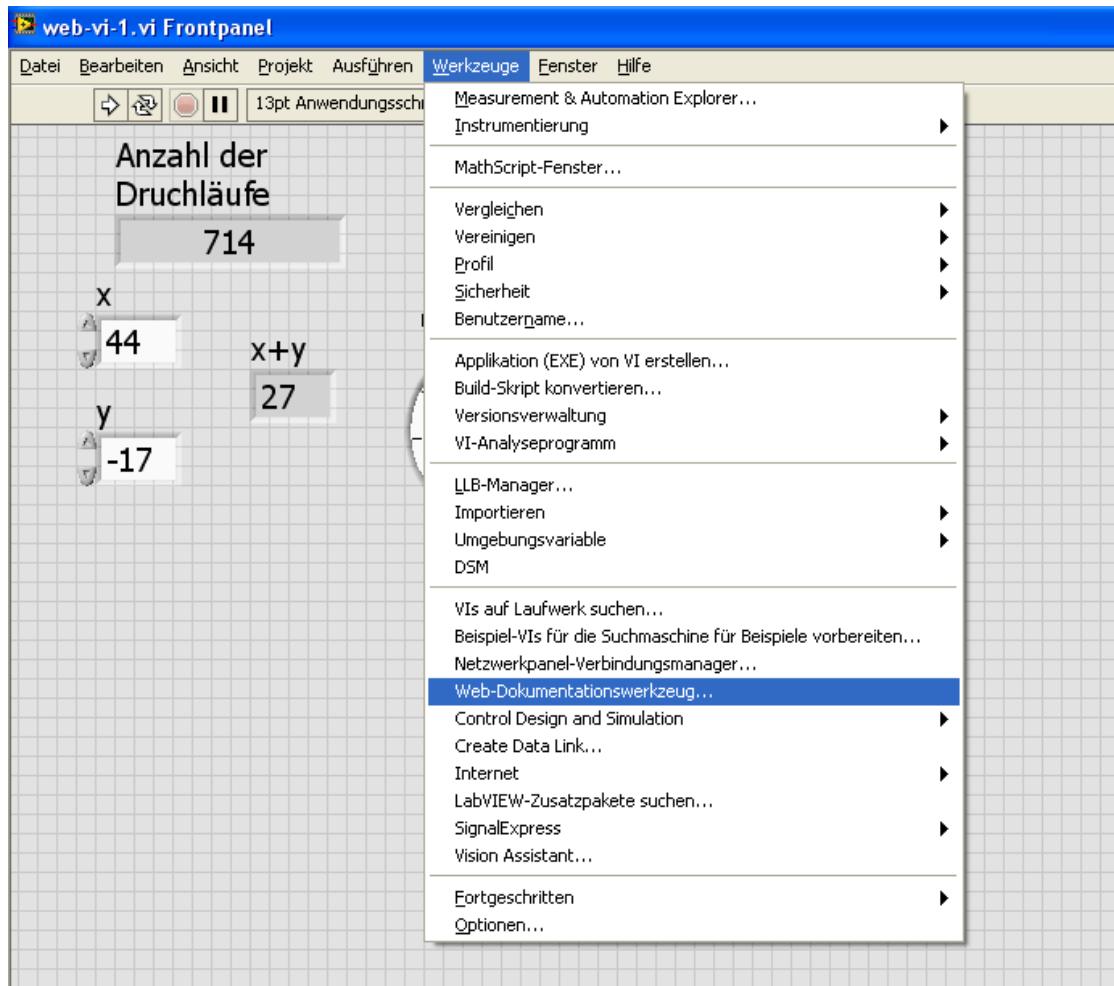 web-vi-1.vi Frontpanel
Datei Bearbeiten Ansicht Projekt Ausführen Werkzeuge Fenster Hilfe
13pt
Anzahl der
Druchläufe
714
x
44
x+y
27
y
-17
Measurement & Automation Explorer...
Instrumentierung
MathScript-Fenster...
Vergleichen
Vereinigen
Profil
Sicherheit
Benutzername...
Applikation (EXE) von VI erstellen...
Build-Skript konvertieren...
Versionsverwaltung
VI-Analyseprogramm
LLB-Manager...
Importieren
Umgebungsvariable
DSM
VIs auf Laufwerk suchen...
Beispiel-VIs für die Suchmaschine für Beispiele vorbereiten...
Netzwerkpanel-Verbindungsmanager...
Web-Dokumentationswerkzeug...
Control Design and Simulation
Create Data Link...
Internet
LabVIEW-Zusatzpakete suchen...
SignalExpress
Vision Assistant...
Fortgeschritten
Optionen...